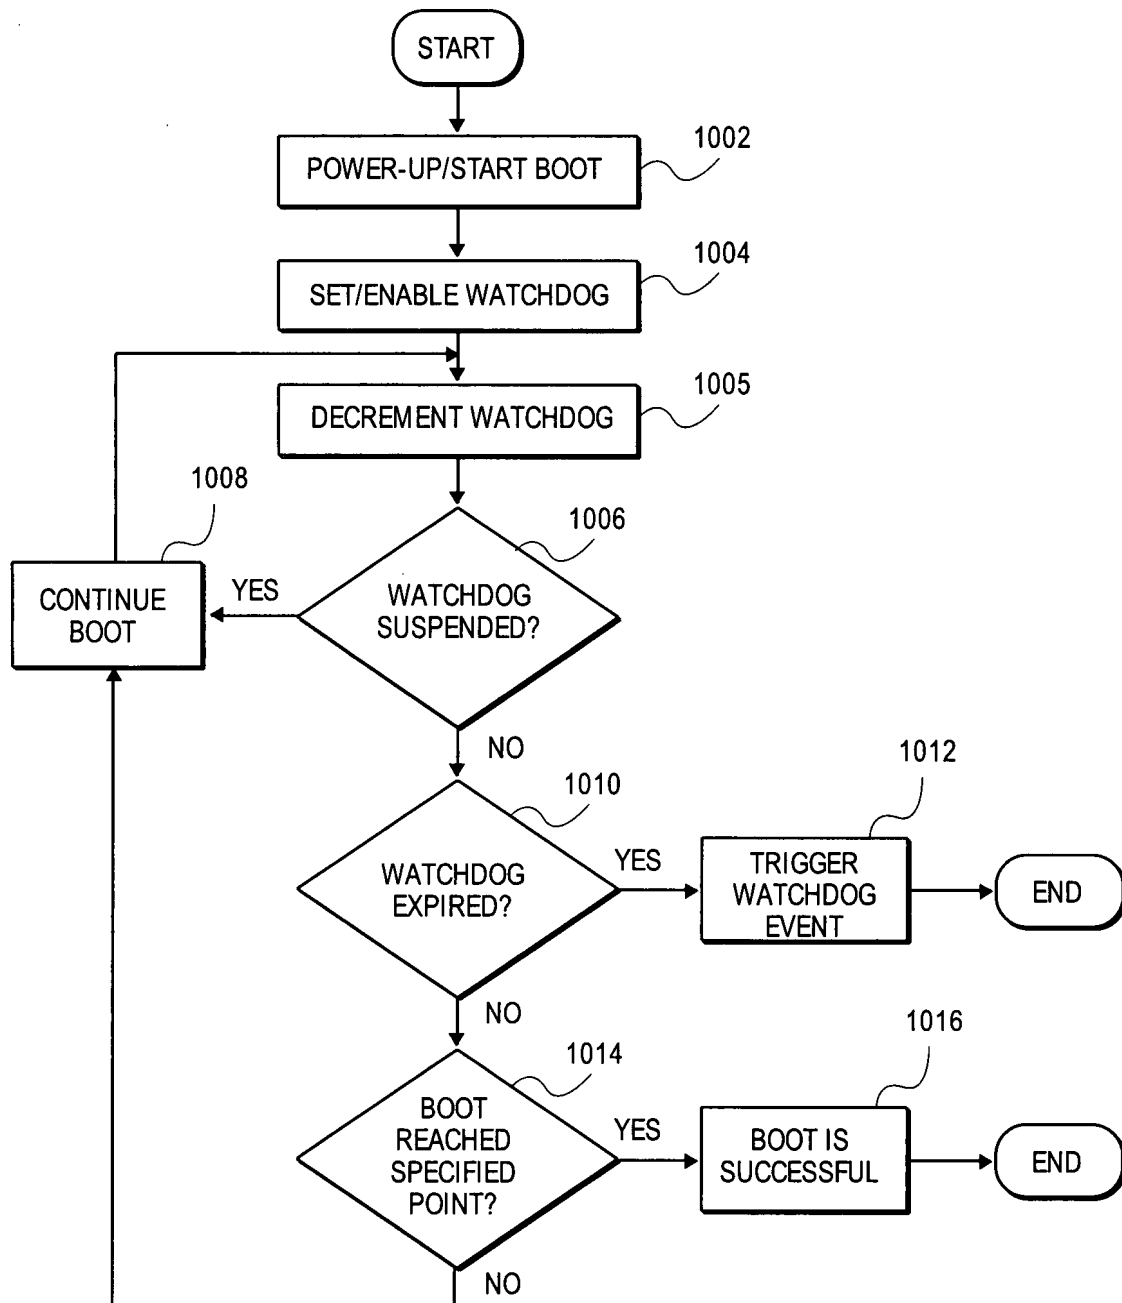 START
1002
POWER-UP/START BOOT
1004
SET/ENABLE WATCHDOG
1005
DECREMENT WATCHDOG
1008
1006
CONTINUE
BOOT
YES
WATCHDOG
SUSPENDED?
NO
1010
1012
WATCHDOG
EXPIRED?
YES
TRIGGER
WATCHDOG
EVENT
END
NO
1014
1016
BOOT
REACHED
SPECIFIED
POINT?
YES
BOOT IS
SUCCESSFUL
END
NO